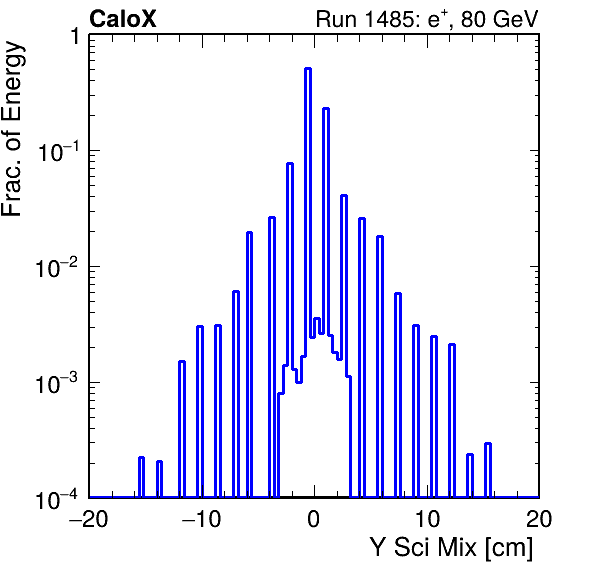 CaloX Run 1485: e⁺, 80 GeV
Frac. of Energy
1
10⁻¹
10⁻²
10⁻³
10⁻⁴
−20 −10 0 10 20
Y Sci Mix [cm]